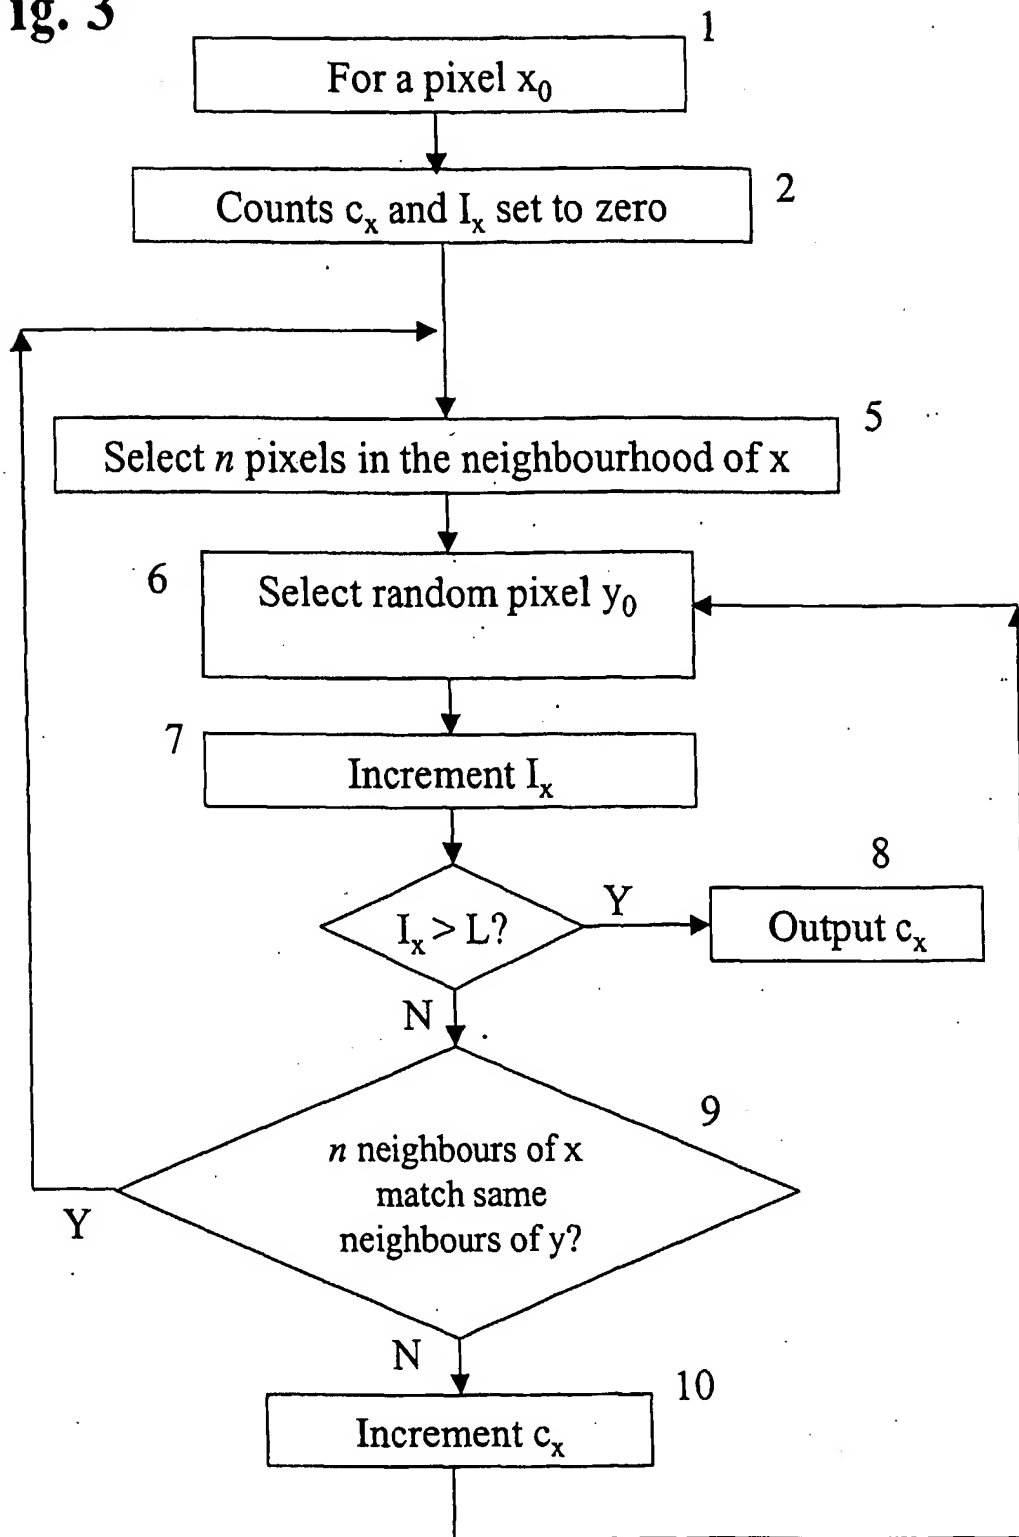 ig. 3
1
For a pixel x₀
2
Counts cₓ and Iₓ set to zero
5
Select n pixels in the neighbourhood of x
6
Select random pixel y₀
7
Increment Iₓ
8
Iₓ > L?
Y
Output cₓ
N
9
n neighbours of x
match same
neighbours of y?
Y
N
10
Increment cₓ